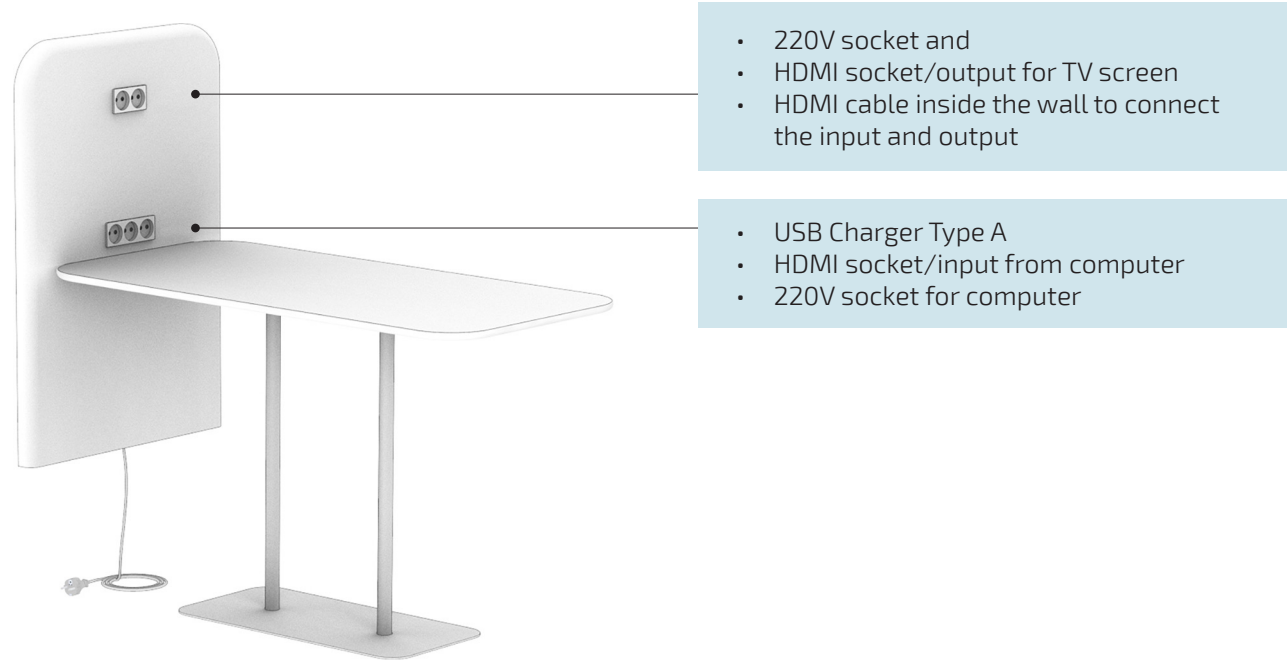 • 220V socket and
• HDMI socket/output for TV screen
• HDMI cable inside the wall to connect
the input and output
• USB Charger Type A
• HDMI socket/input from computer
• 220V socket for computer